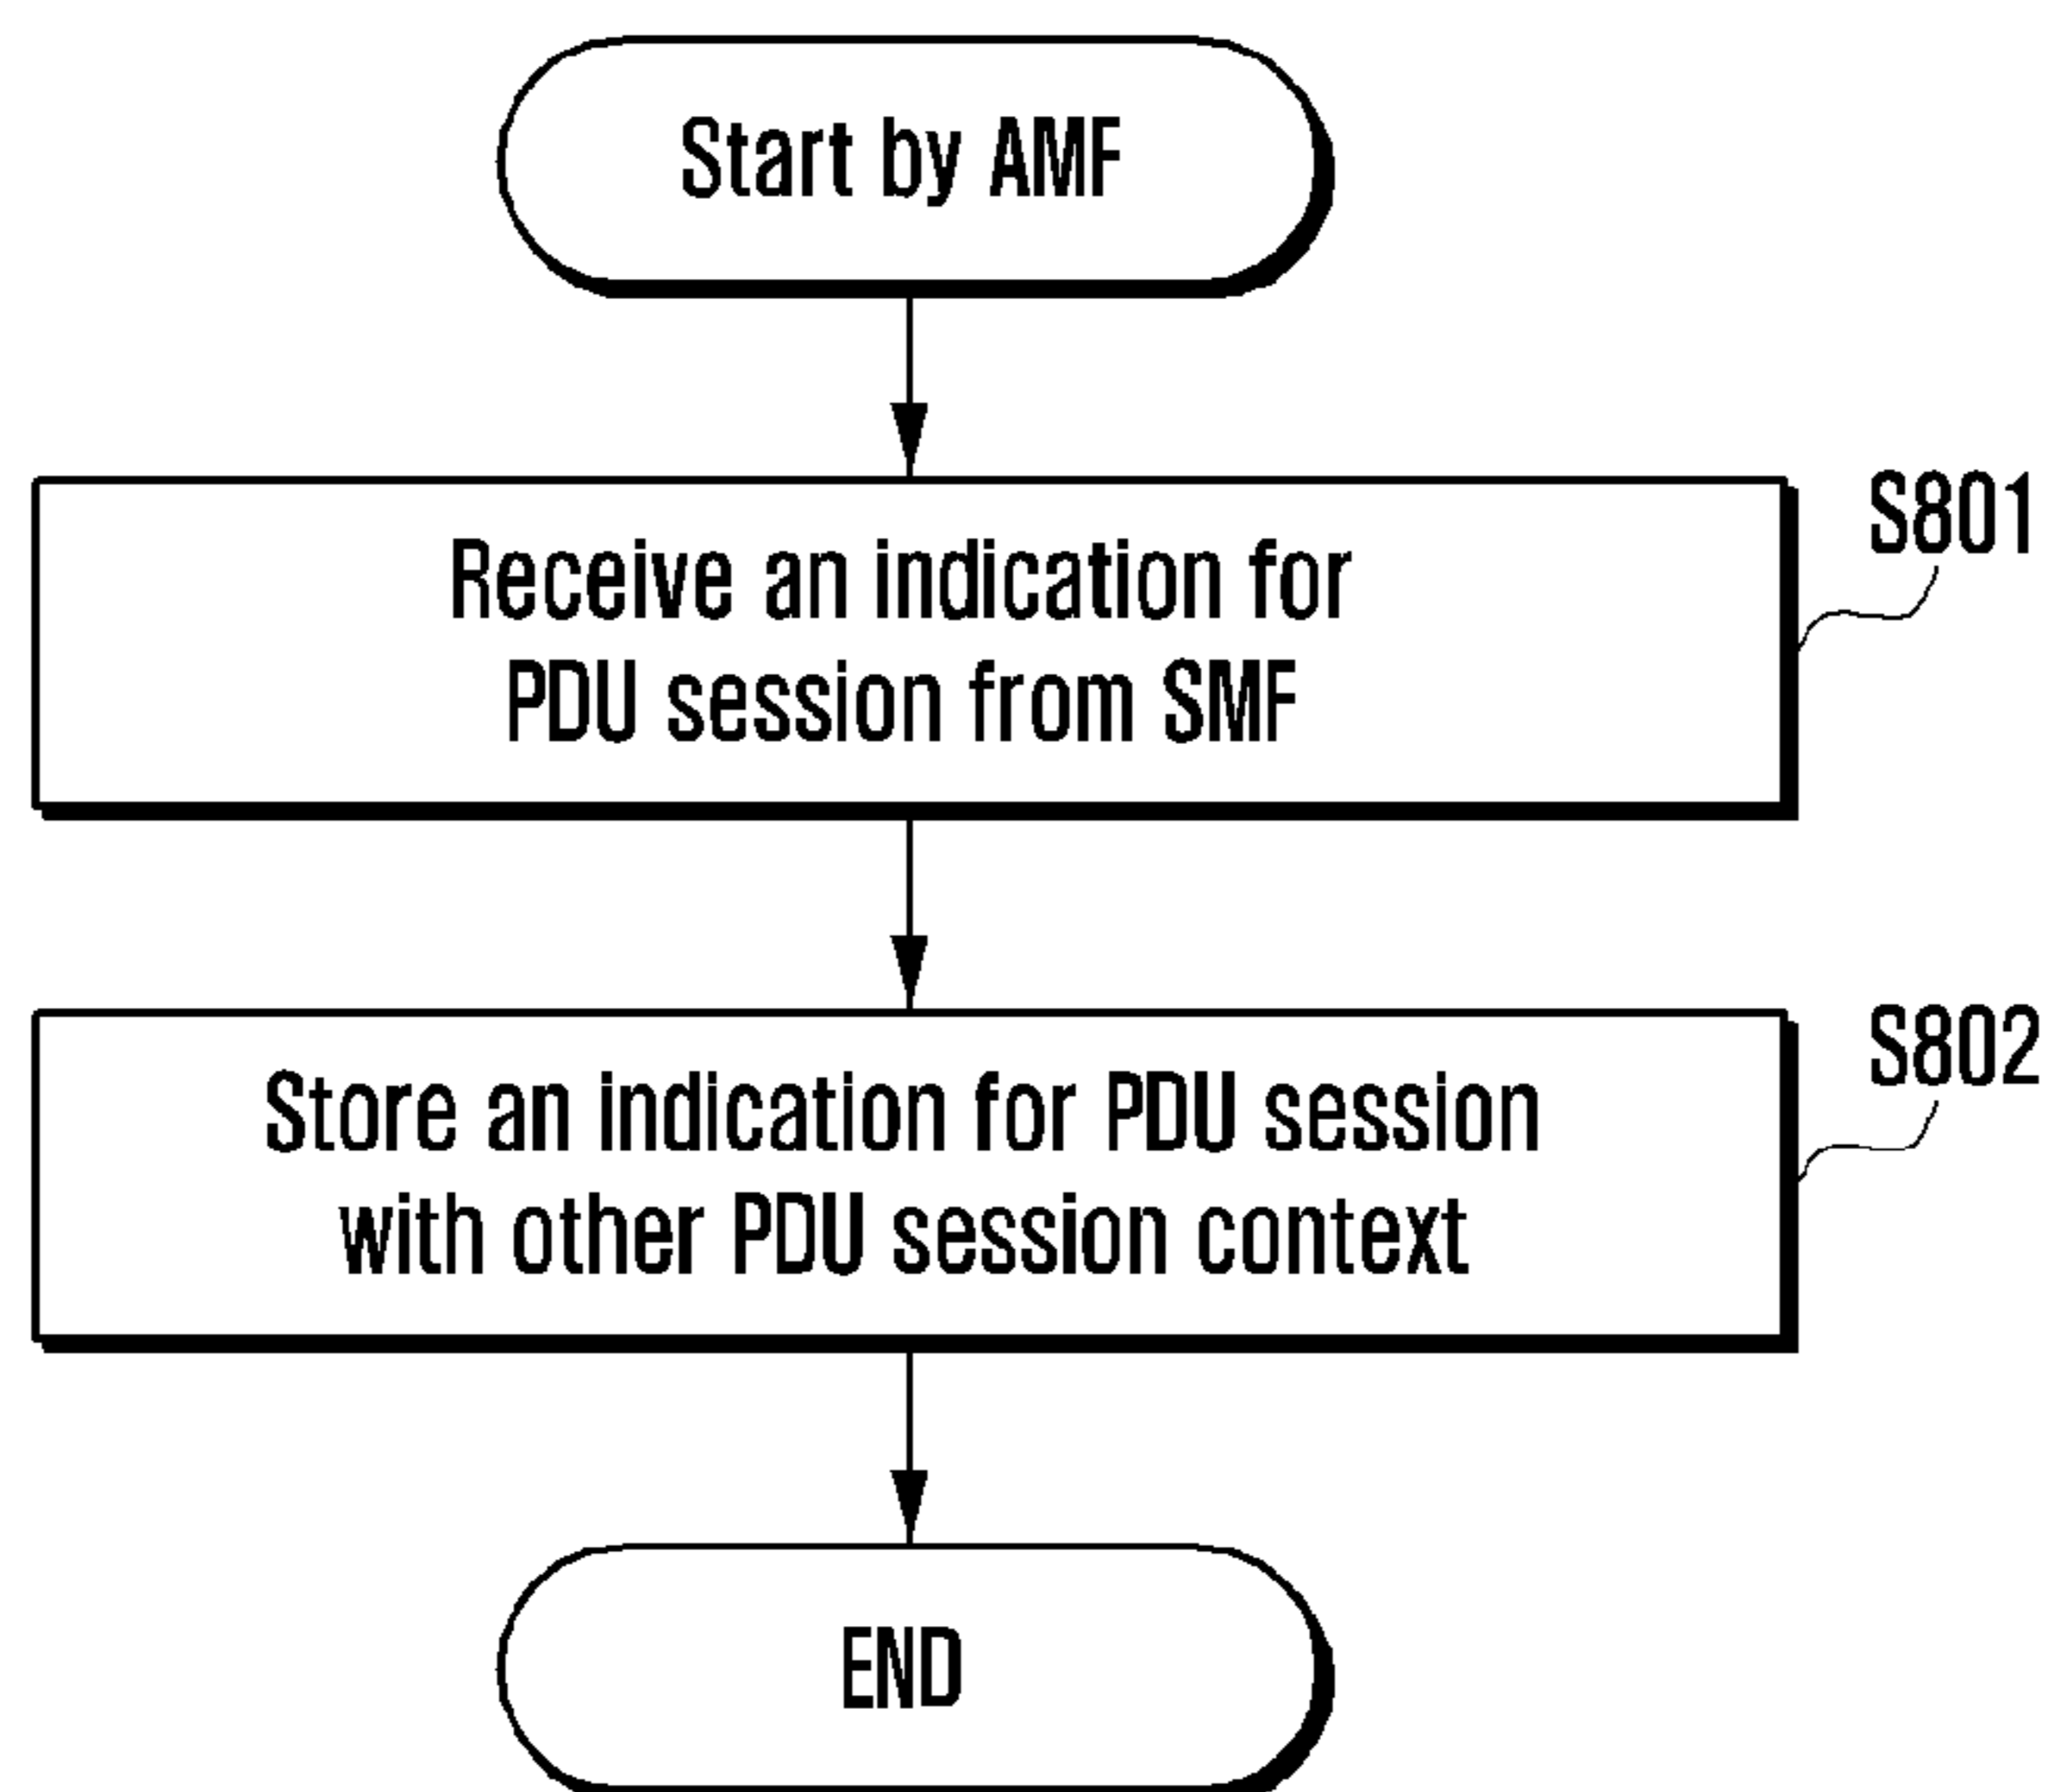 Start by AMF
S801
Receive an indication for
PDU session from SMF
S802
Store an indication for PDU session
with other PDU session context
END